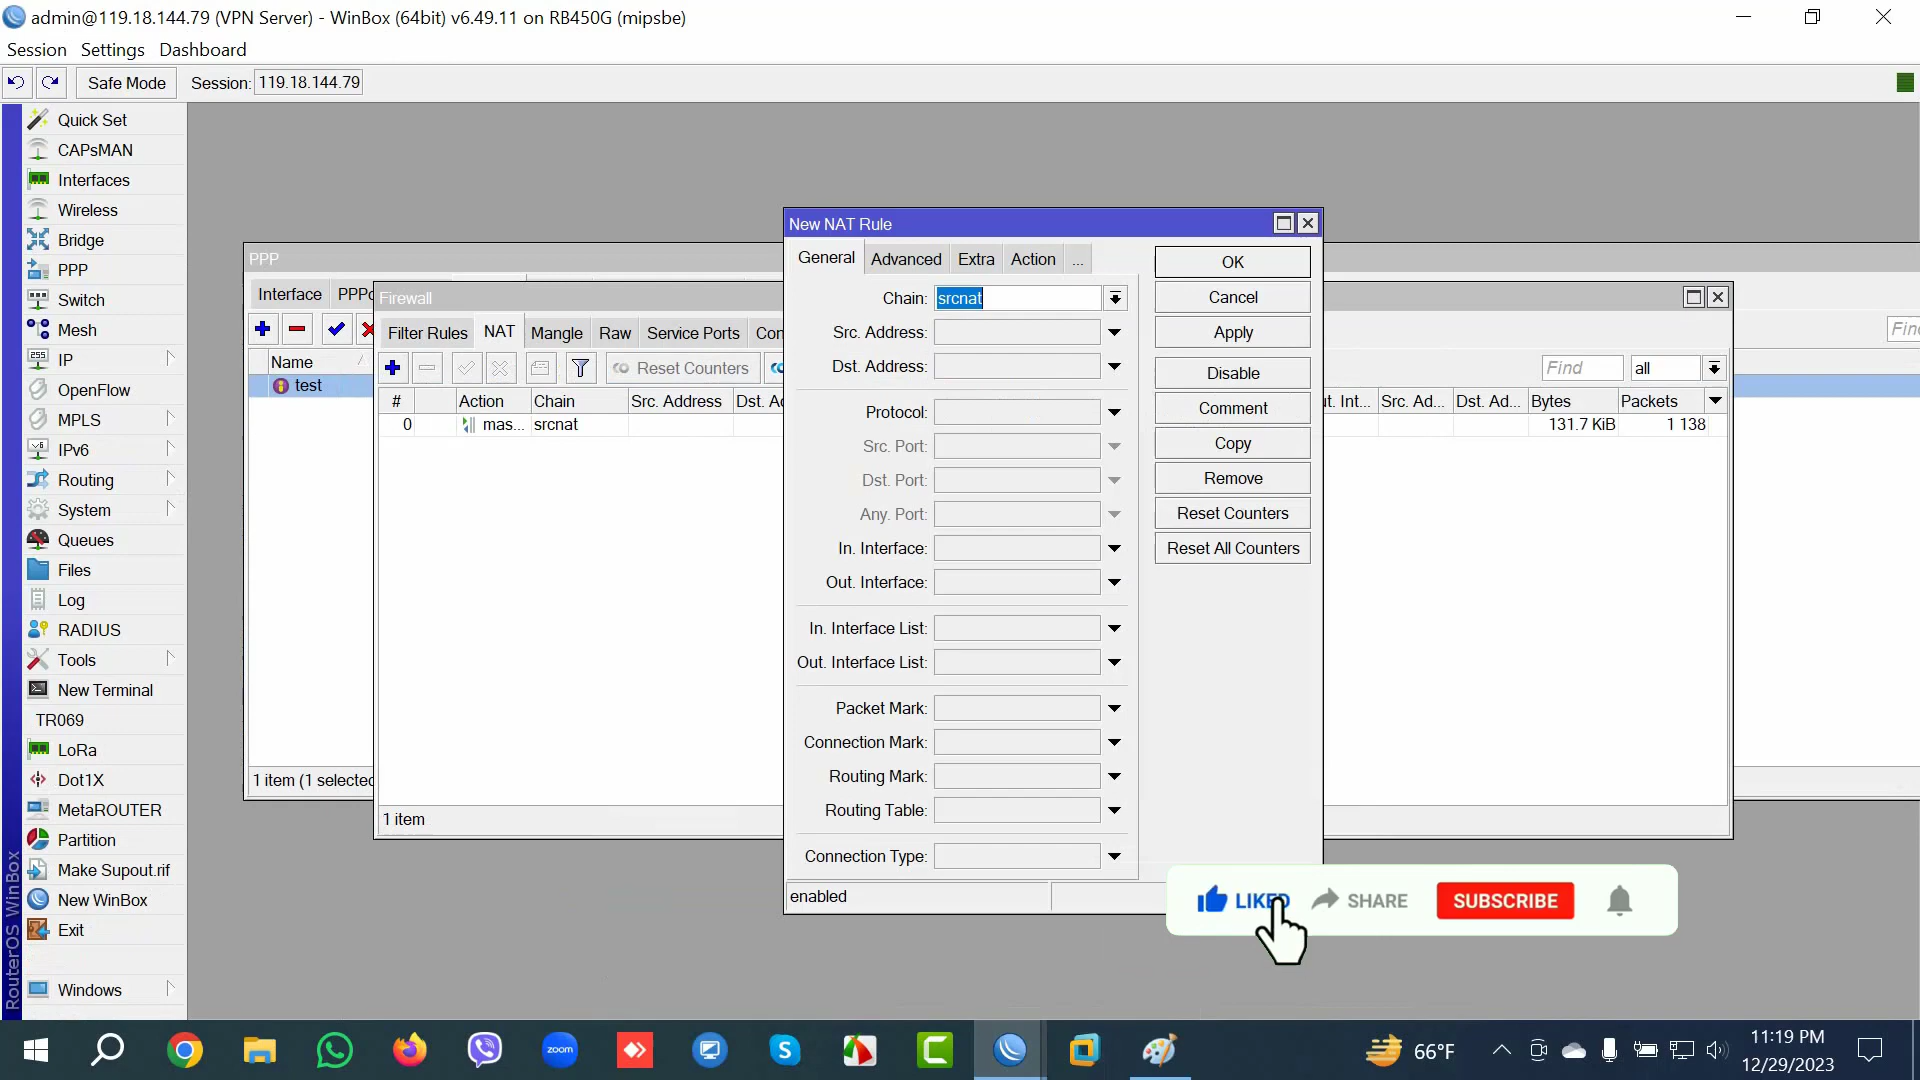 admin@119.18.144.79 (VPN Server) - WinBox (64bit) v6.49.11 on RB450G (mipsbe)
Session Settings Dashboard
Safe Mode Session: 119.18.144.79
Quick Set
CAPsMAN
Interfaces
Wireless
Bridge
PPP
Switch
Mesh
IP
OpenFlow
MPLS
IPv6
Routing
System
Queues
Files
Log
RADIUS
Tools
New Terminal
TR069
LoRa
Dot1X
MetaROUTER
Partition
Make Supout.rif
New WinBox
Exit
Windows
RouterOS WinBox
PPP
Interface
Name
test
1 item (1 selected
Firewall
Filter Rules NAT Mangle Raw Service Ports Con
Reset Counters
Find all
# Action Chain Src. Address Dst. Ad
ut. Int... Src. Ad... Dst. Ad... Bytes Packets
0 mas... srcnat 131.7 KiB 1 138
1 item
New NAT Rule
General Advanced Extra Action ...
Chain: srcnat
Src. Address:
Dst. Address:
Protocol:
Src. Port:
Dst. Port:
Any. Port:
In. Interface:
Out. Interface:
In. Interface List:
Out. Interface List:
Packet Mark:
Connection Mark:
Routing Mark:
Routing Table:
Connection Type:
enabled
OK
Cancel
Apply
Disable
Comment
Copy
Remove
Reset Counters
Reset All Counters
LIKED SHARE SUBSCRIBE
zoom
66°F
11:19 PM
12/29/2023